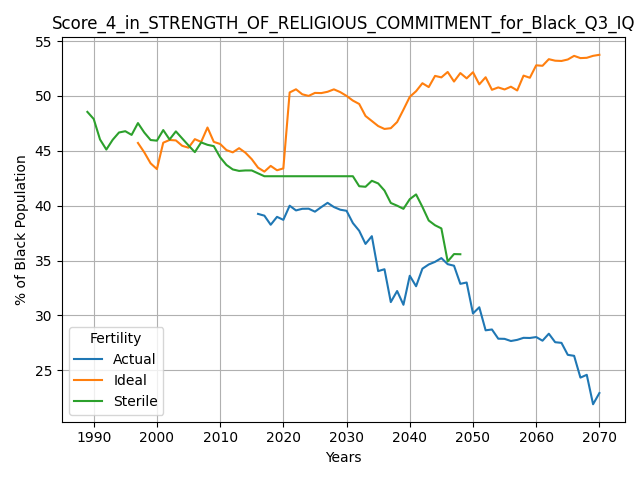 Score_4_in_STRENGTH_OF_RELIGIOUS_COMMITMENT_for_Black_Q3_IQ
55
50
45
40
35
30
25
% of Black Population
Fertility
Actual
Ideal
Sterile
1990 2000 2010 2020 2030 2040 2050 2060 2070
Years